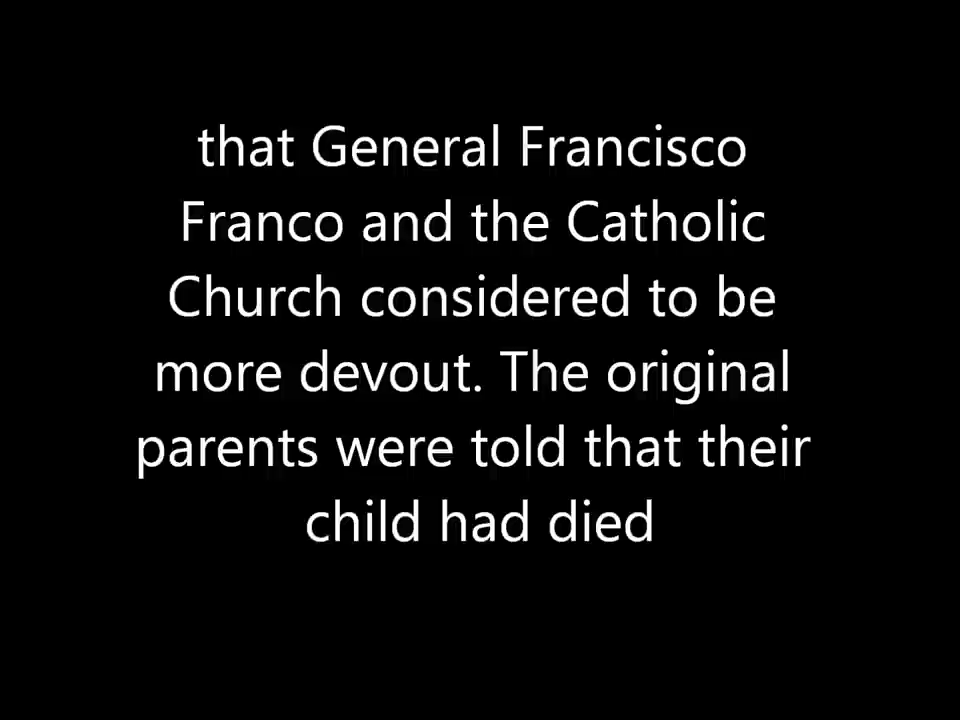 that General Francisco
Franco and the Catholic
Church considered to be
more devout. The original
parents were told that their
child had died